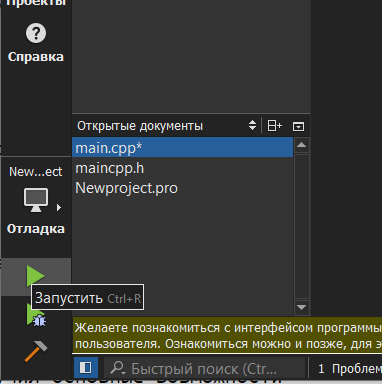 Проекты
Справка
Открытые документы
main.cpp*
maincpp.h
Newproject.pro
New...ect
Отладка
Запустить Ctrl+R
Желаете познакомиться с интерфейсом программы
пользователя. Ознакомиться можно и позже, для э
Быстрый поиск (Ctr...
1 Проблем